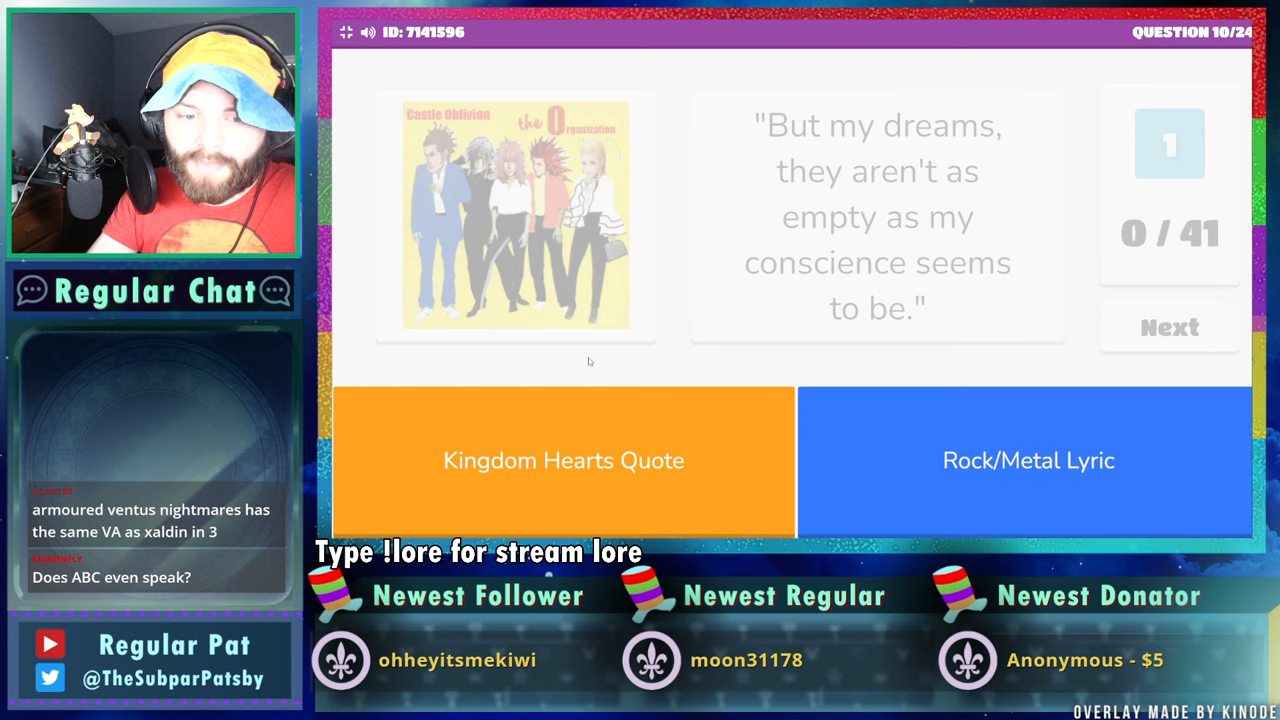 ID: 7141596
QUESTION 10/24
Castle Oblivion
the Organization
"But my dreams,
they aren't as
empty as my
conscience seems
to be."
1
0 / 41
Next
Kingdom Hearts Quote
Rock/Metal Lyric
Regular Chat
armoured ventus nightmares has
the same VA as xaldin in 3
Does ABC even speak?
Regular Pat
@TheSubparPatsby
Type !lore for stream lore
Newest Follower
ohheyitsmekiwi
Newest Regular
moon31178
Newest Donator
Anonymous - $5
OVERLAY MADE BY KINODE